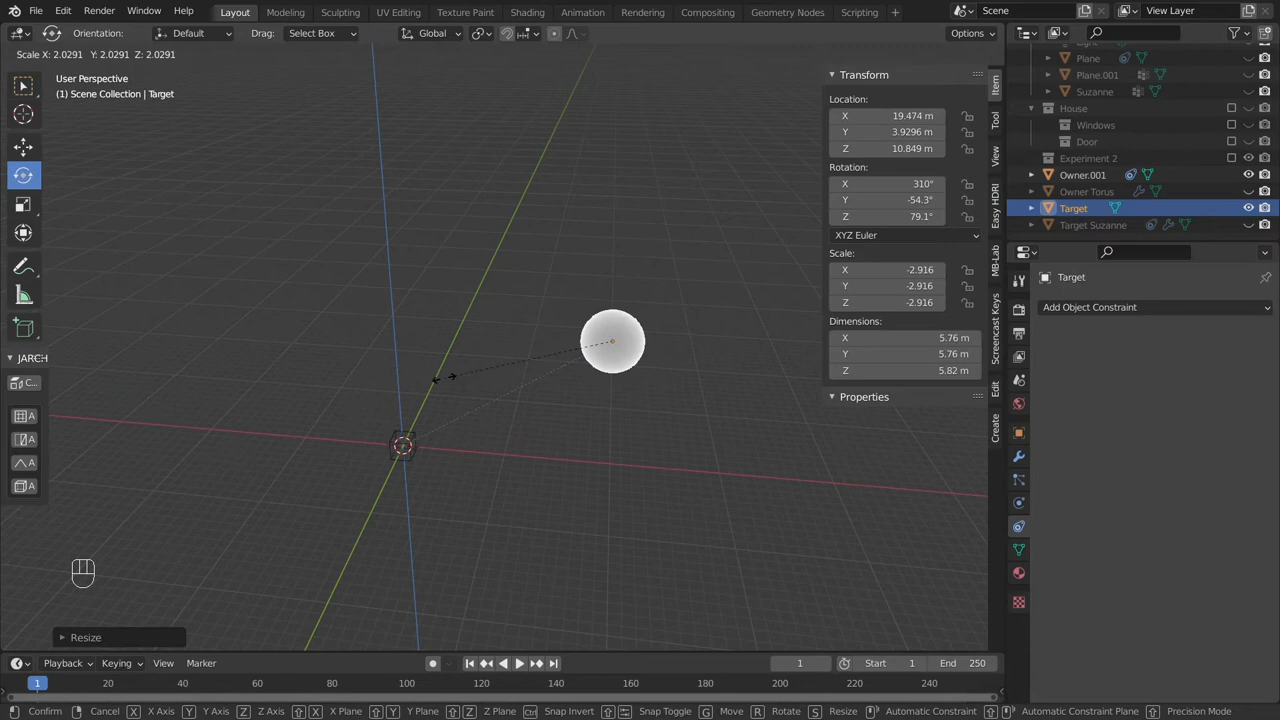 File Edit Render Window Help Layout Modeling Sculpting UV Editing Texture Paint Shading Animation Rendering Compositing Geometry Nodes Scripting + Scene View Layer
Orientation: Default Drag: Select Box Global Options
Scale X: 2.0291 Y: 2.0291 Z: 2.0291
User Perspective
(1) Scene Collection | Target
JARCH
C...
A
A
A
A
Resize
Transform
Location:
X 19.474 m
Y 3.9296 m
Z 10.849 m
Rotation:
X 310°
Y -54.3°
Z 79.1°
XYZ Euler
Scale:
X -2.916
Y -2.916
Z -2.916
Dimensions:
X 5.76 m
Y 5.76 m
Z 5.82 m
Properties
Item
Tool
View
Easy HDRI
MB-Lab
Screencast Keys
Edit
Create
Light
Plane
Plane.001
Suzanne
House
Windows
Door
Experiment 2
Owner.001
Owner Torus
Target
Target Suzanne
Target
Add Object Constraint
Playback Keying View Marker 1 Start 1 End 250
1 20 40 60 80 100 120 140 160 180 200 220 240
Confirm Cancel X X Axis Y Y Axis Z Z Axis X X Plane Y Y Plane Z Z Plane Ctrl Snap Invert Snap Toggle G Move R Rotate S Resize Automatic Constraint Automatic Constraint Plane Precision Mode